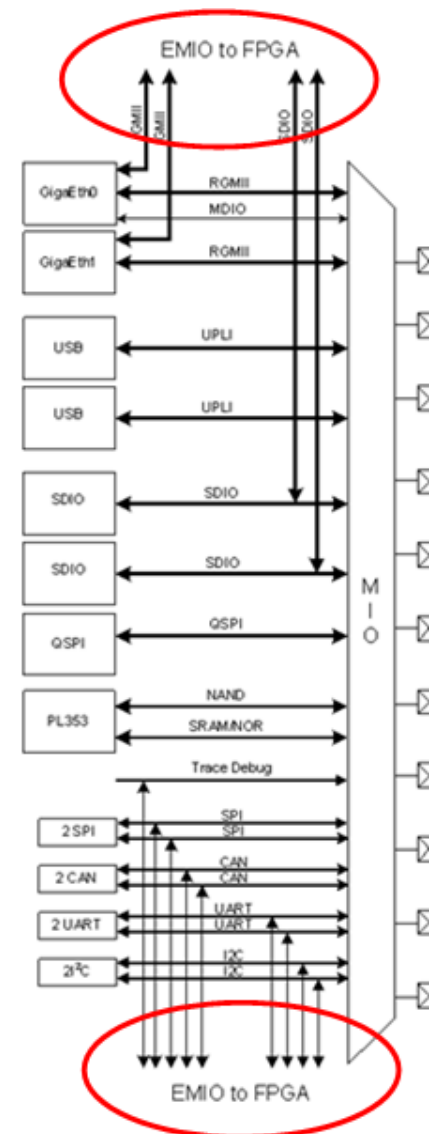 EMIO to FPGA
GMII
GMII
SDIO
SDIO
GigaEth0
RGMII
MDIO
GigaEth1
RGMII
USB
UPLI
USB
UPLI
SDIO
SDIO
SDIO
SDIO
M
I
O
QSPI
QSPI
PL353
NAND
SRAM/NOR
Trace Debug
2 SPI
SPI
SPI
2 CAN
CAN
CAN
2 UART
UART
UART
2I²C
I2C
I2C
EMIO to FPGA